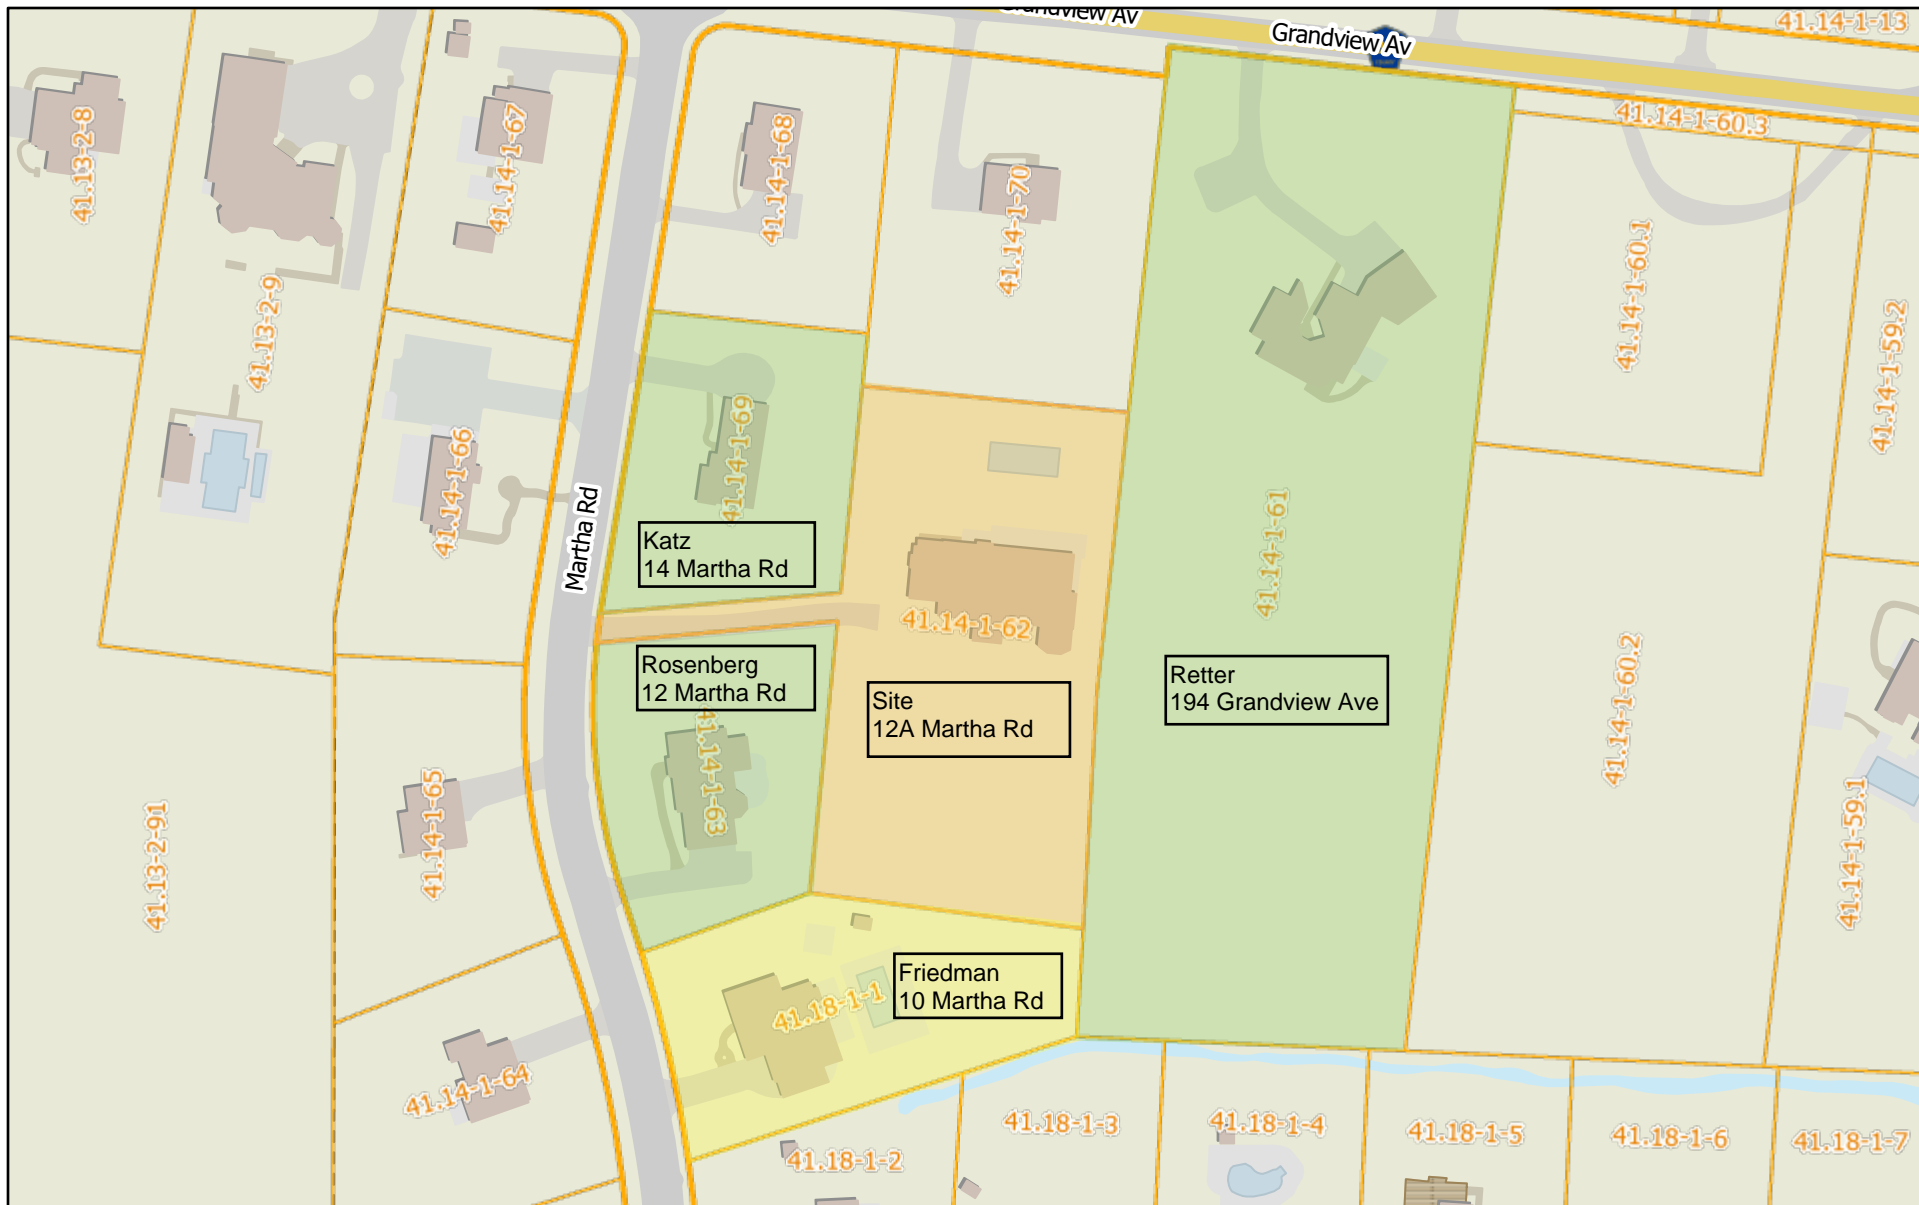 Grandview Av
Grandview Av
41.14-1-13
41.13-2-8
41.14-1-67
41.14-1-68
41.14-1-70
41.14-1-60.3
41.14-1-60.1
41.14-1-59.2
41.13-2-9
41.14-1-66
41.14-1-69
Martha Rd
Katz
14 Martha Rd
41.14-1-61
41.14-1-62
Rosenberg
12 Martha Rd
Site
12A Martha Rd
Retter
194 Grandview Ave
41.14-1-60.2
41.14-1-63
41.14-1-65
41.13-2-91
41.14-1-59.1
Friedman
10 Martha Rd
41.18-1-1
41.14-1-64
41.18-1-2
41.18-1-3
41.18-1-4
41.18-1-5
41.18-1-6
41.18-1-7